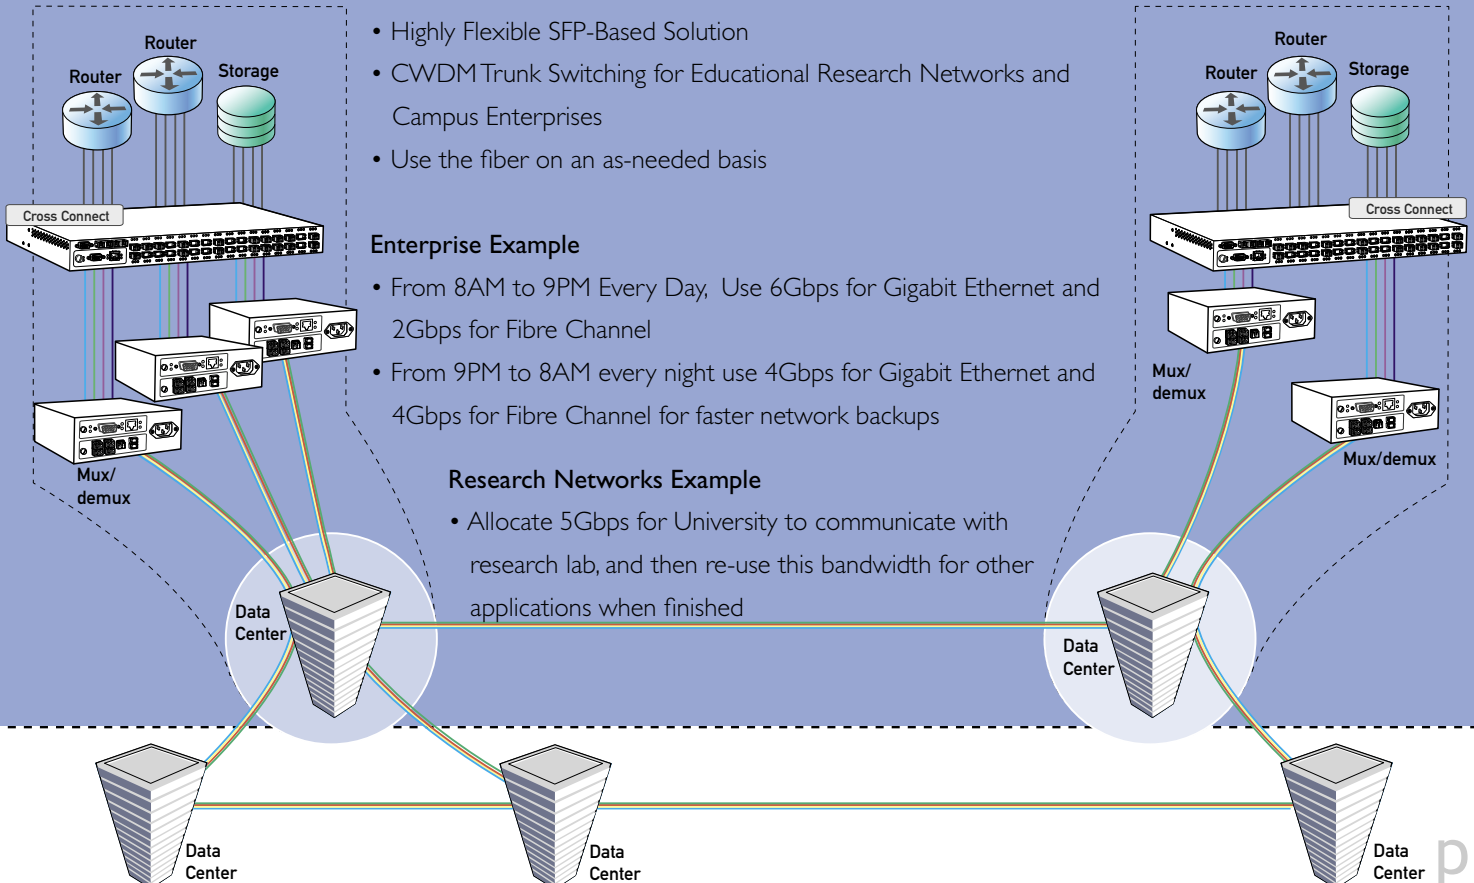 Router
Router
Storage
Cross Connect
Mux/
demux
• Highly Flexible SFP-Based Solution
• CWDM Trunk Switching for Educational Research Networks and
Campus Enterprises
• Use the fiber on an as-needed basis
Enterprise Example
• From 8AM to 9PM Every Day, Use 6Gbps for Gigabit Ethernet and
2Gbps for Fibre Channel
• From 9PM to 8AM every night use 4Gbps for Gigabit Ethernet and
4Gbps for Fibre Channel for faster network backups
Research Networks Example
• Allocate 5Gbps for University to communicate with
research lab, and then re-use this bandwidth for other
applications when finished
Router
Router
Storage
Cross Connect
Mux/
demux
Mux/demux
Data
Center
Data
Center
Data
Center
Data
Center
Data
Center
p